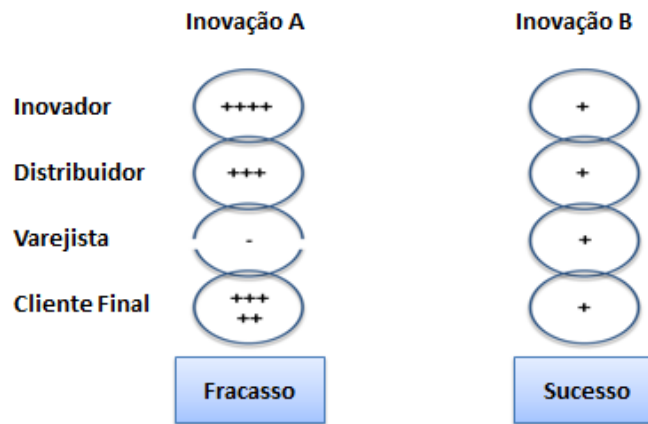 Inovação A Inovação B
Inovador ++++ +
Distribuidor +++ +
Varejista - +
Cliente Final +++ +
++
Fracasso Sucesso